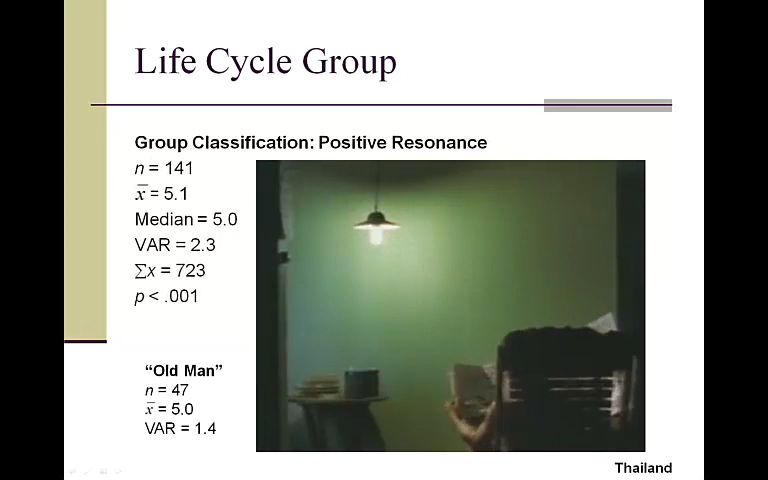 Life Cycle Group
Group Classification: Positive Resonance
n = 141
x̅ = 5.1
Median = 5.0
VAR = 2.3
∑x = 723
p < .001
“Old Man”
n = 47
x̅ = 5.0
VAR = 1.4
Thailand